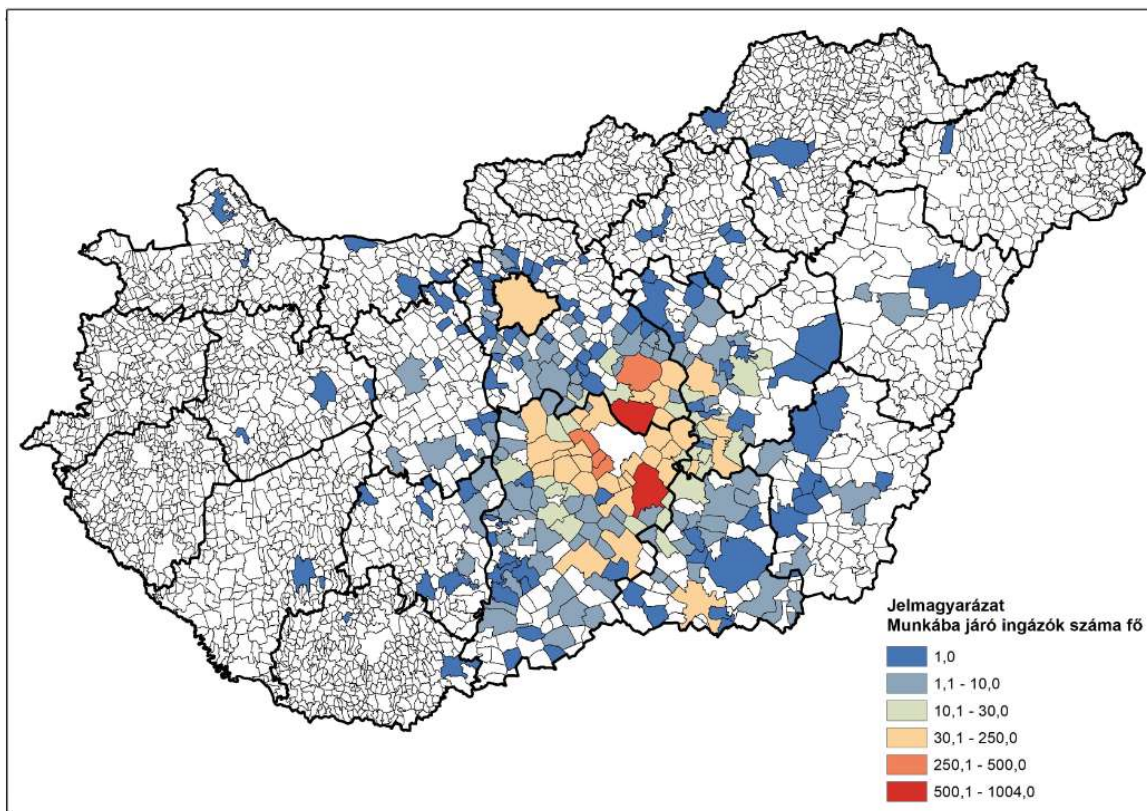 Jelmagyarázat
Munkába járó ingázók száma fő
1,0
1,1 - 10,0
10,1 - 30,0
30,1 - 250,0
250,1 - 500,0
500,1 - 1004,0